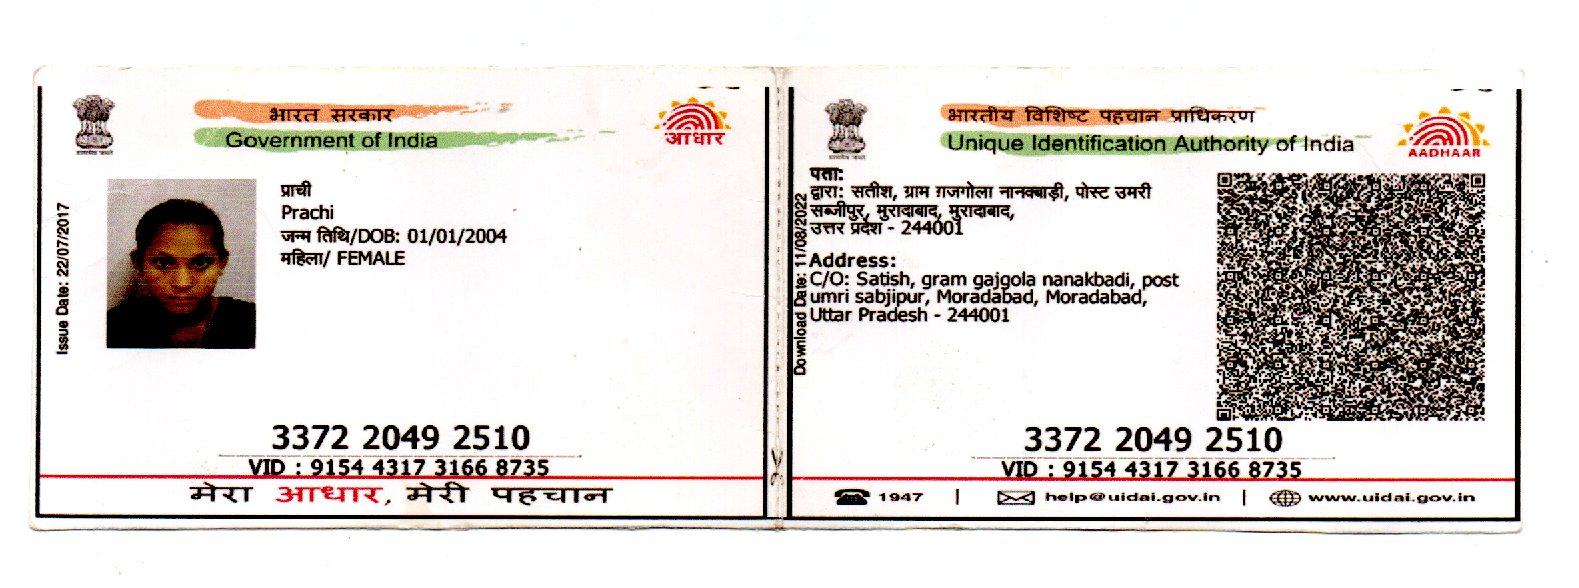 भारत सरकार
Government of India
आधार
Issue Date: 22/07/2017
प्राची
Prachi
जन्म तिथि/DOB: 01/01/2004
महिला/ FEMALE
3372 2049 2510
VID : 9154 4317 3166 8735
मेरा आधार, मेरी पहचान
भारतीय विशिष्ट पहचान प्राधिकरण
Unique Identification Authority of India
AADHAAR
Download Date: 11/08/2022
पता:
द्वारा: सतीश, ग्राम ग़जगोला नानक्बाड़ी, पोस्ट उमरी
सब्जीपुर, मुरादाबाद, मुरादाबाद,
उत्तर प्रदेश - 244001
Address:
C/O: Satish, gram gajgola nanakbadi, post
umri sabjipur, Moradabad, Moradabad,
Uttar Pradesh - 244001
3372 2049 2510
VID : 9154 4317 3166 8735
1947 | help@uidai.gov.in | www.uidai.gov.in